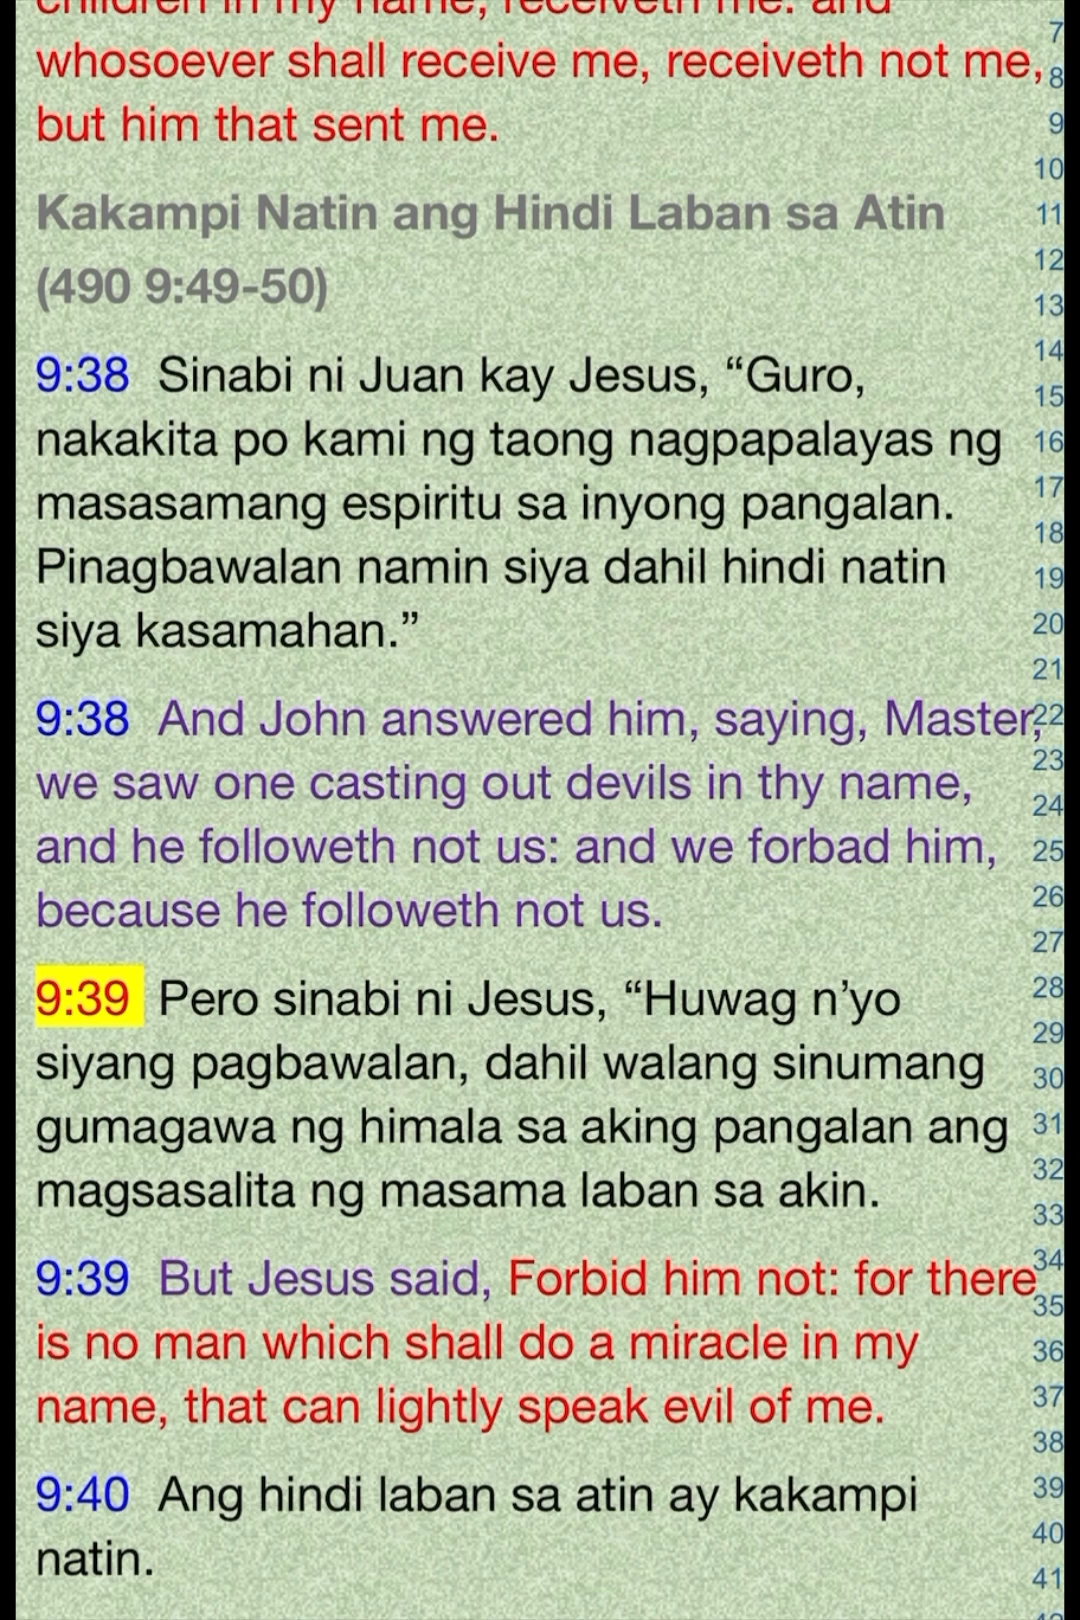 children in my name, receiveth me: and
whosoever shall receive me, receiveth not me,
but him that sent me.
Kakampi Natin ang Hindi Laban sa Atin
(490 9:49-50)
9:38 Sinabi ni Juan kay Jesus, “Guro,
nakakita po kami ng taong nagpapalayas ng
masasamang espiritu sa inyong pangalan.
Pinagbawalan namin siya dahil hindi natin
siya kasamahan.”
9:38 And John answered him, saying, Master,
we saw one casting out devils in thy name,
and he followeth not us: and we forbad him,
because he followeth not us.
9:39 Pero sinabi ni Jesus, “Huwag n’yo
siyang pagbawalan, dahil walang sinumang
gumagawa ng himala sa aking pangalan ang
magsasalita ng masama laban sa akin.
9:39 But Jesus said, Forbid him not: for there
is no man which shall do a miracle in my
name, that can lightly speak evil of me.
9:40 Ang hindi laban sa atin ay kakampi
natin.
7
8
9
10
11
12
13
14
15
16
17
18
19
20
21
22
23
24
25
26
27
28
29
30
31
32
33
34
35
36
37
38
39
40
41